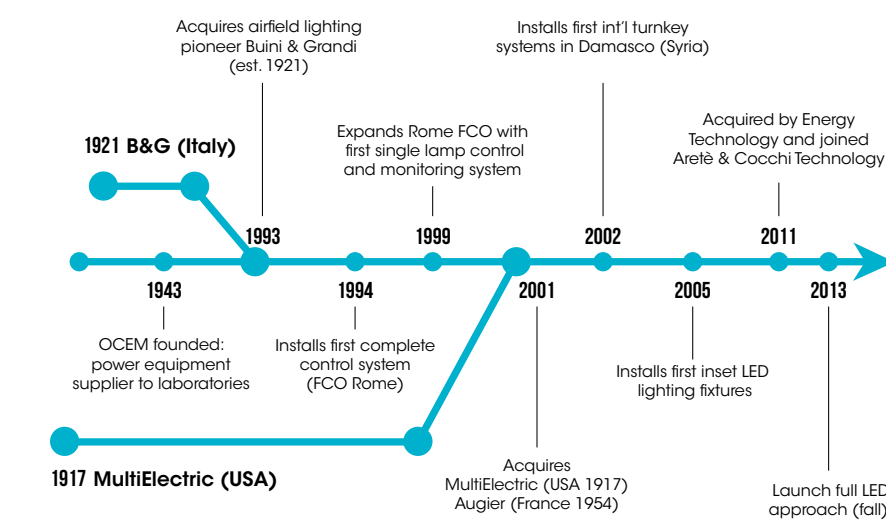 Acquires airfield lighting
pioneer Buini & Grandi
(est. 1921)
Installs first int'l turnkey
systems in Damasco (Syria)
1921 B&G (Italy)
Expands Rome FCO with
first single lamp control
and monitoring system
Acquired by Energy
Technology and joined
Aretè & Cocchi Technology
1993
1999
2002
2011
1943
1994
2001
2005
2013
OCEM founded:
power equipment
supplier to laboratories
Installs first complete
control system
(FCO Rome)
Installs first inset LED
lighting fixtures
1917 MultiElectric (USA)
Acquires
MultiElectric (USA 1917)
Augier (France 1954)
Launch full LED
approach (fall)